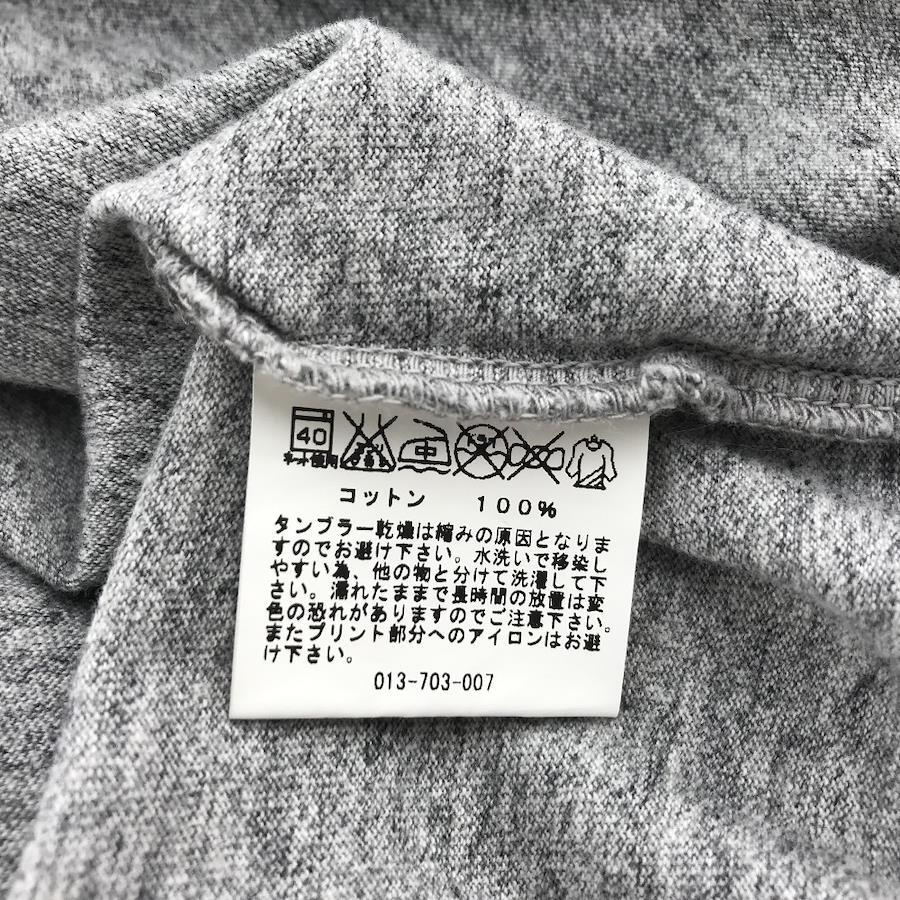 40
ネット使用
中
コットン 100%
タンブラー乾燥は縮みの原因となりま
すのでお避け下さい。水洗いで移染し
やすい為、他の物と分けて洗濯して下
さい。濡れたままで長時間の放置は変
色の恐れがありますのでご注意下さい。
またプリント部分へのアイロンはお避
け下さい。
013-703-007